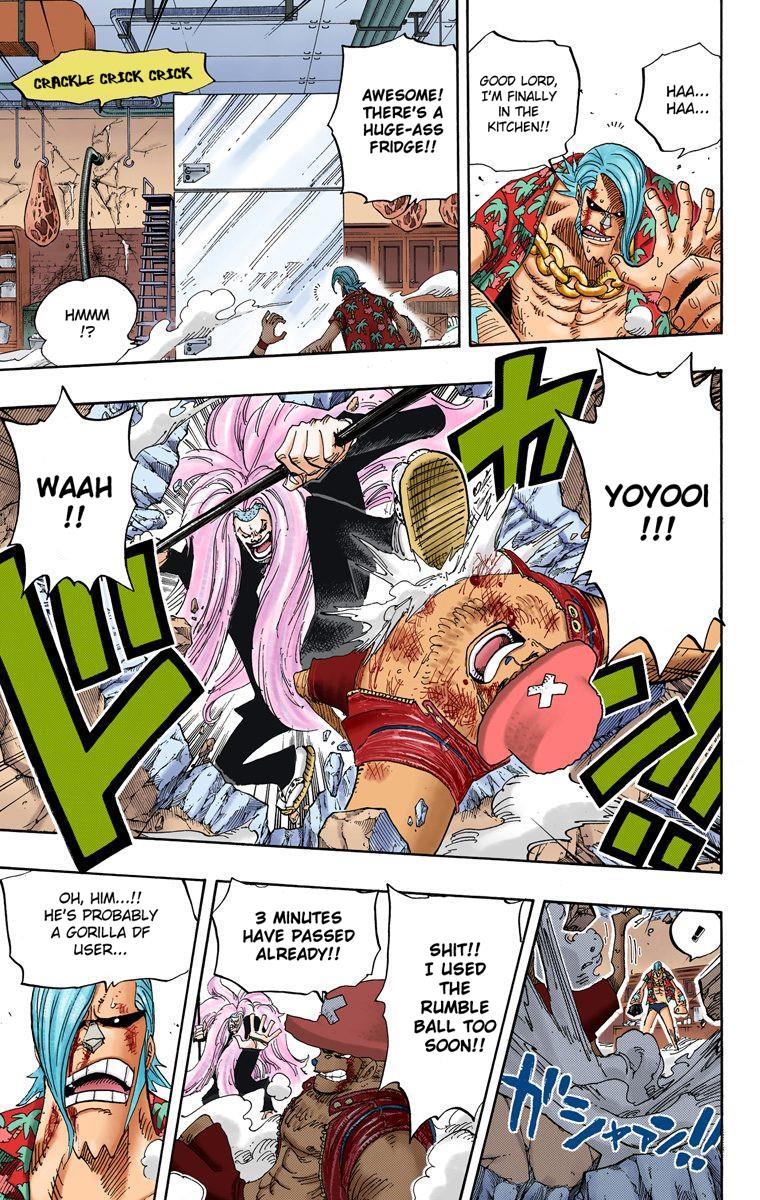 HAA...
HAA...
GOOD LORD,
I'M FINALLY
IN THE
KITCHEN!!
AWESOME!
THERE'S A
HUGE-ASS
FRIDGE!!
CRACKLE CRICK CRICK
HMMM
!?
YOYOOI
!!!
WAAH
!!
ドカン!!
!
ガシャアン!!
SHIT!!
I USED
THE
RUMBLE
BALL TOO
SOON!!
3 MINUTES
HAVE PASSED
ALREADY!!
OH, HIM...!!
HE'S PROBABLY
A GORILLA DF
USER...